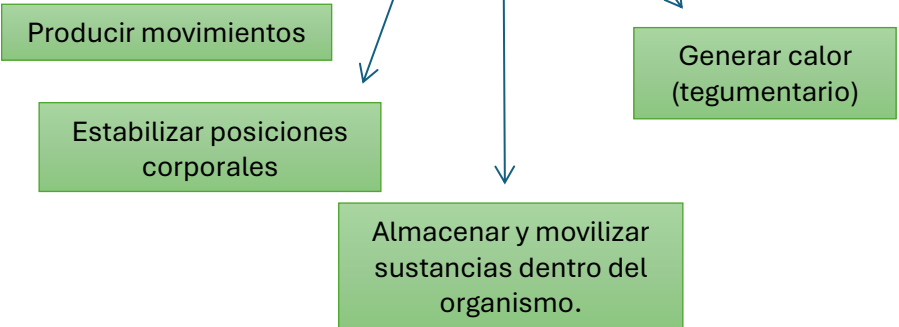 Producir movimientos
Generar calor
(tegumentario)
Estabilizar posiciones
corporales
Almacenar y movilizar
sustancias dentro del
organismo.